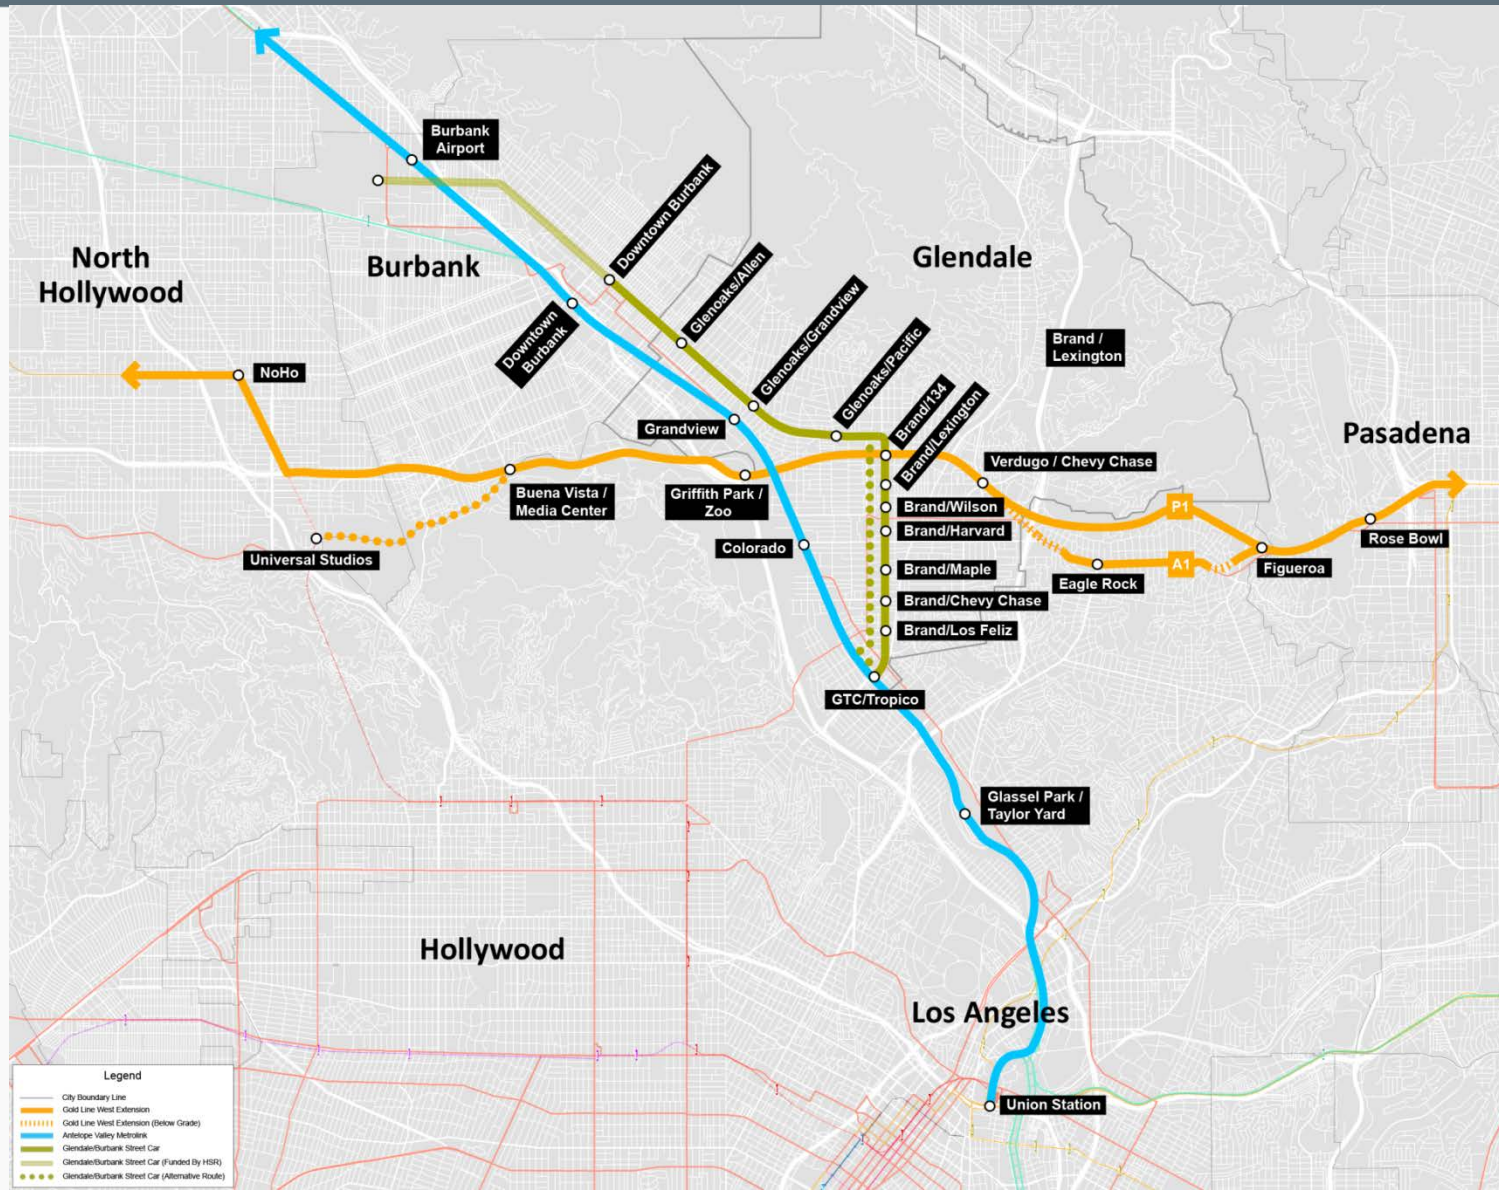 Burbank
Airport
Downtown Burbank
Glenoaks/Allen
Glenoaks/Grandview
Glenoaks/Pacific
North
Hollywood
Burbank
Glendale
Downtown
Burbank
Brand /
Lexington
NoHo
Brand/134
Brand/Lexington
Grandview
Pasadena
Verdugo / Chevy Chase
Buena Vista /
Media Center
Griffith Park /
Zoo
Brand/Wilson
P1
Brand/Harvard
Rose Bowl
Universal Studios
Colorado
Brand/Maple
Eagle Rock
A1
Figueroa
Brand/Chevy Chase
Brand/Los Feliz
GTC/Tropico
Glassel Park /
Taylor Yard
Hollywood
Los Angeles
Union Station
Legend
City Boundary Line
Gold Line West Extension
Gold Line West Extension (Below Grade)
Antelope Valley Metrolink
Glendale/Burbank Street Car
Glendale/Burbank Street Car (Funded By HSR)
Glendale/Burbank Street Car (Alternative Route)